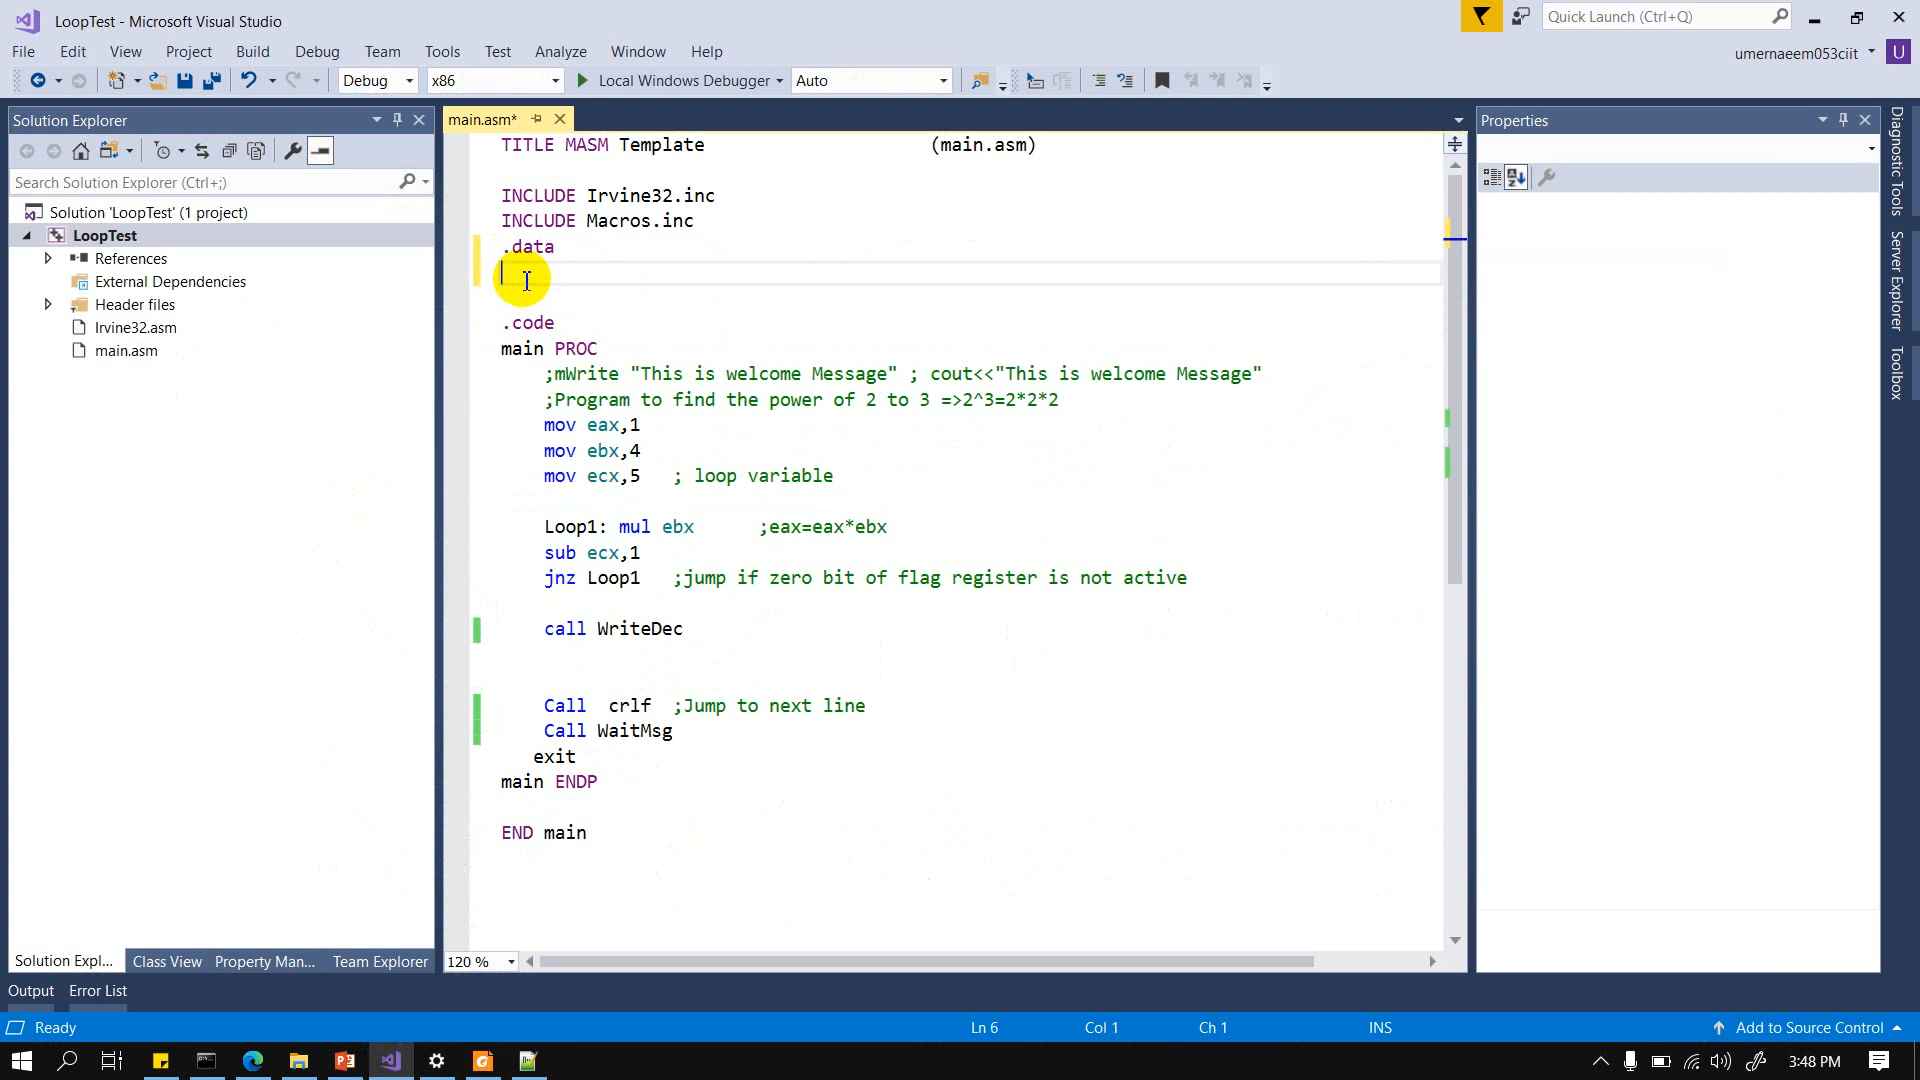 LoopTest - Microsoft Visual Studio
Quick Launch (Ctrl+Q)
File Edit View Project Build Debug Team Tools Test Analyze Window Help
umernaeem053ciit U
Debug x86 Local Windows Debugger Auto
Solution Explorer
Search Solution Explorer (Ctrl+;)
Solution 'LoopTest' (1 project)
LoopTest
References
External Dependencies
Header files
Irvine32.asm
main.asm
Solution Expl... Class View Property Man... Team Explorer
main.asm*
TITLE MASM Template (main.asm)
INCLUDE Irvine32.inc
INCLUDE Macros.inc
.data
.code
main PROC
;mWrite "This is welcome Message" ; cout<<"This is welcome Message"
;Program to find the power of 2 to 3 =>2^3=2*2*2
mov eax,1
mov ebx,4
mov ecx,5 ; loop variable
Loop1: mul ebx ;eax=eax*ebx
sub ecx,1
jnz Loop1 ;jump if zero bit of flag register is not active
call WriteDec
Call crlf ;Jump to next line
Call WaitMsg
exit
main ENDP
END main
120 %
Properties
Diagnostic Tools
Server Explorer
Toolbox
Output Error List
Ready Ln 6 Col 1 Ch 1 INS Add to Source Control
3:48 PM